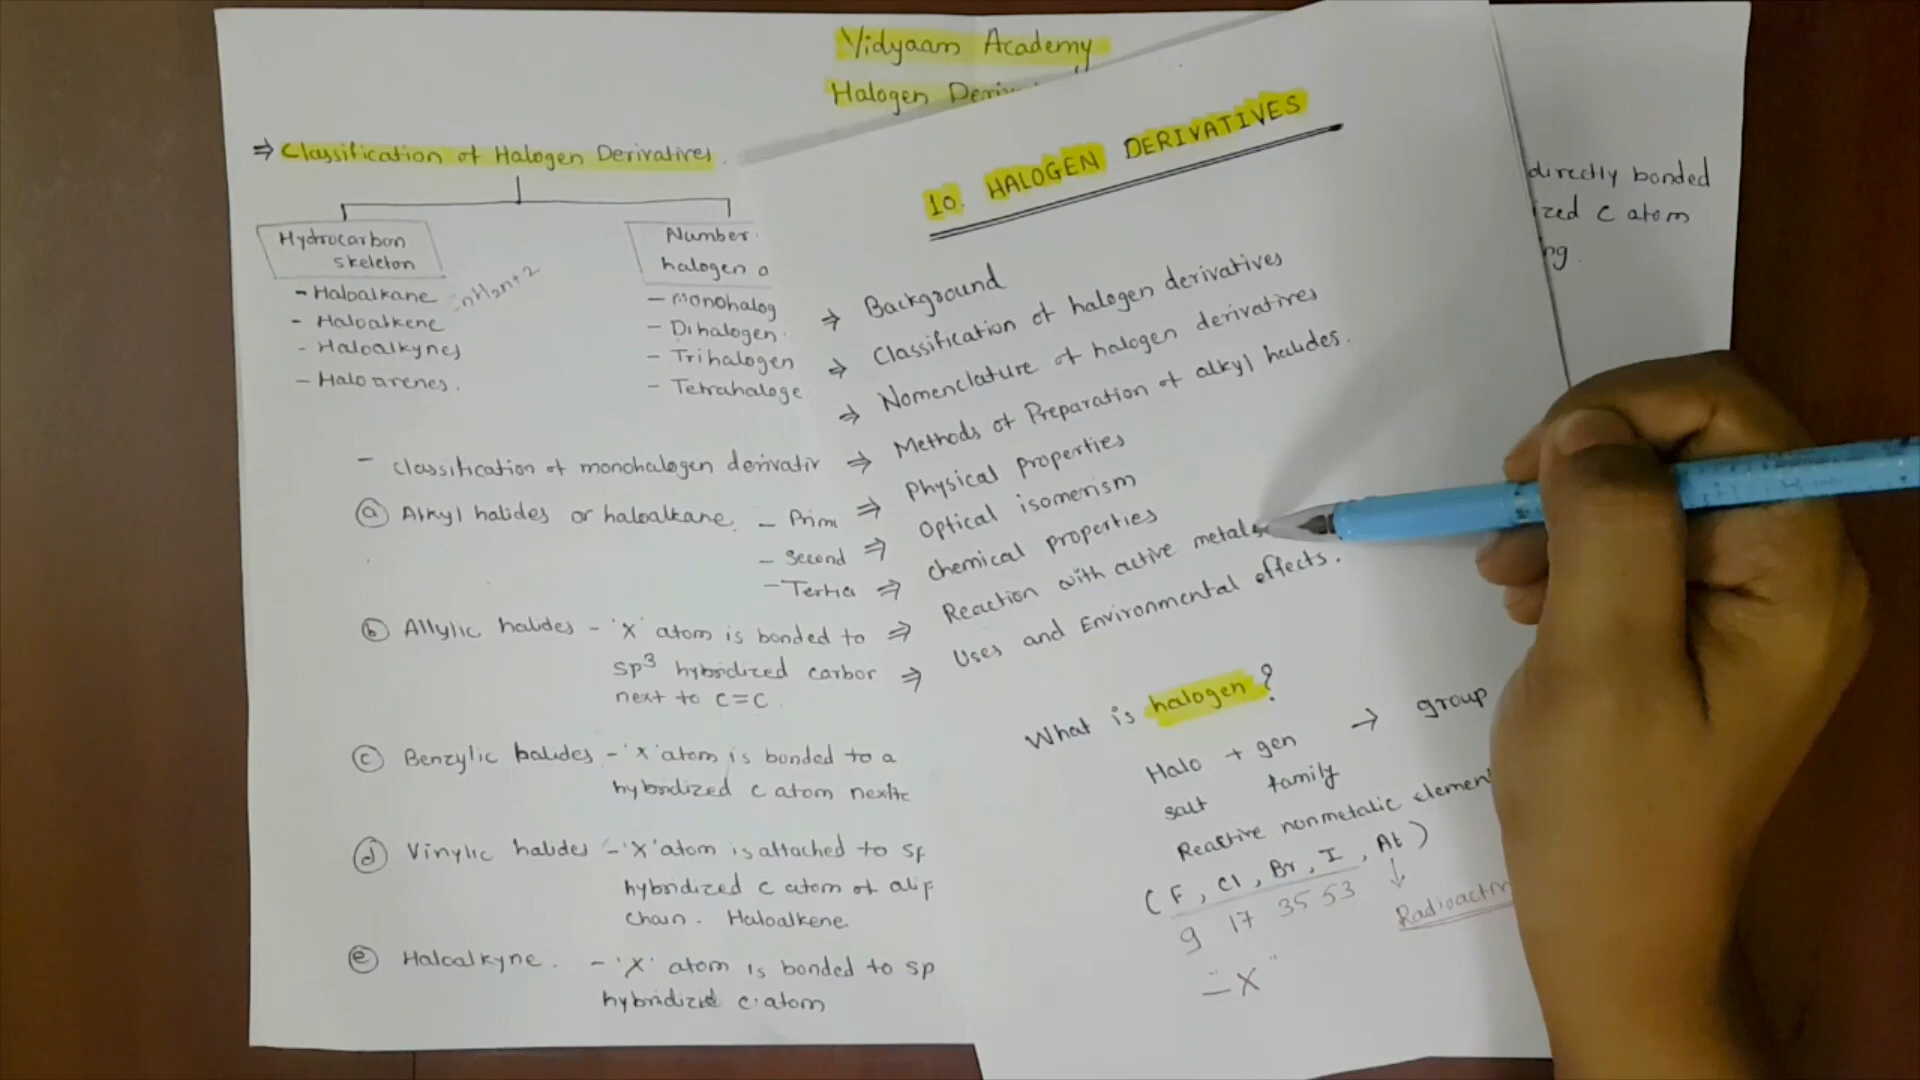 Vidyaam Academy
Halogen
⇒ Classification of Halogen Derivatives.
Hydrocarbon
skeleton
- Haloalkane
- Haloalkene
- Haloalkynes
- Haloarenes.
nH2n+2
Number
halogen
- monohalog
- Dihalogen
- Trihalogen
- Tetrahaloge
- Classification of monohalogen derivativ
ⓐ Alkyl halides or haloalkane - Prim
- Second
- Tertia
ⓑ Allylic halides - 'X' atom is bonded to
sp³ hybridized carbon
next to C=C
ⓒ Benzylic halides - 'X' atom is bonded to a
hybridized C atom next
ⓓ Vinylic halides - 'X' atom is attached to
hybridized C atom of alip
chain. Haloalkene
ⓔ Haloalkyne. - 'X' atom is bonded to sp
hybridized C atom
10. HALOGEN DERIVATIVES
⇒ Background
⇒ Classification of halogen derivatives
⇒ Nomenclature of halogen derivatives
⇒ Methods of Preparation of alkyl halides.
⇒ Physical properties
⇒ Optical isomerism
⇒ Chemical properties
⇒ Reaction with active metals
⇒ Uses and Environmental effects.
What is halogen?
Halo + gen → group
salt family
Reactive nonmetalic element
(F, Cl, Br, I, At)
9 17 35 53
Radioactiv
-X
directly bonded
ized C atom
ng.